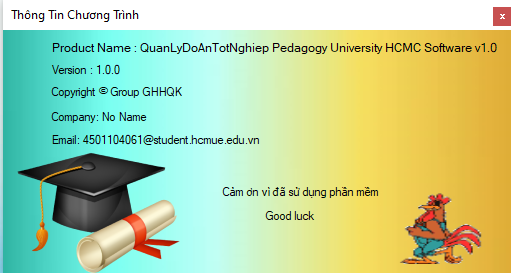 Thông Tin Chương Trình
x
Product Name : QuanLyDoAnTotNghiep Pedagogy University HCMC Software v1.0
Version : 1.0.0
Copyright © Group GHHQK
Company: No Name
Email: 4501104061@student.hcmue.edu.vn
Cảm ơn vì đã sử dụng phần mềm
Good luck